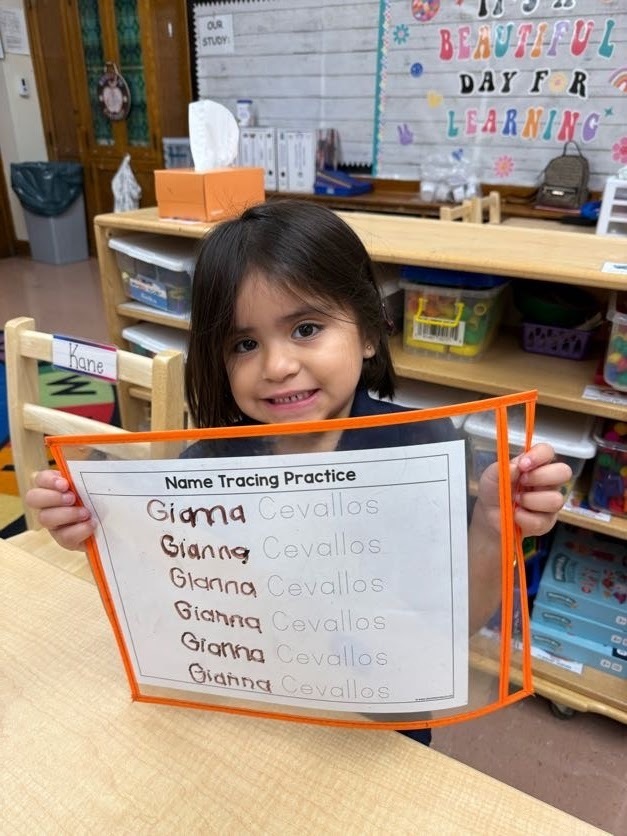 OUR
STUDY:
IT'S A
BEAUTIFUL
DAY FOR
LEARNING
Kane
Name Tracing Practice
Gianna Cevallos
Gianna Cevallos
Gianna Cevallos
Gianna Cevallos
Gianna Cevallos
Gianna Cevallos